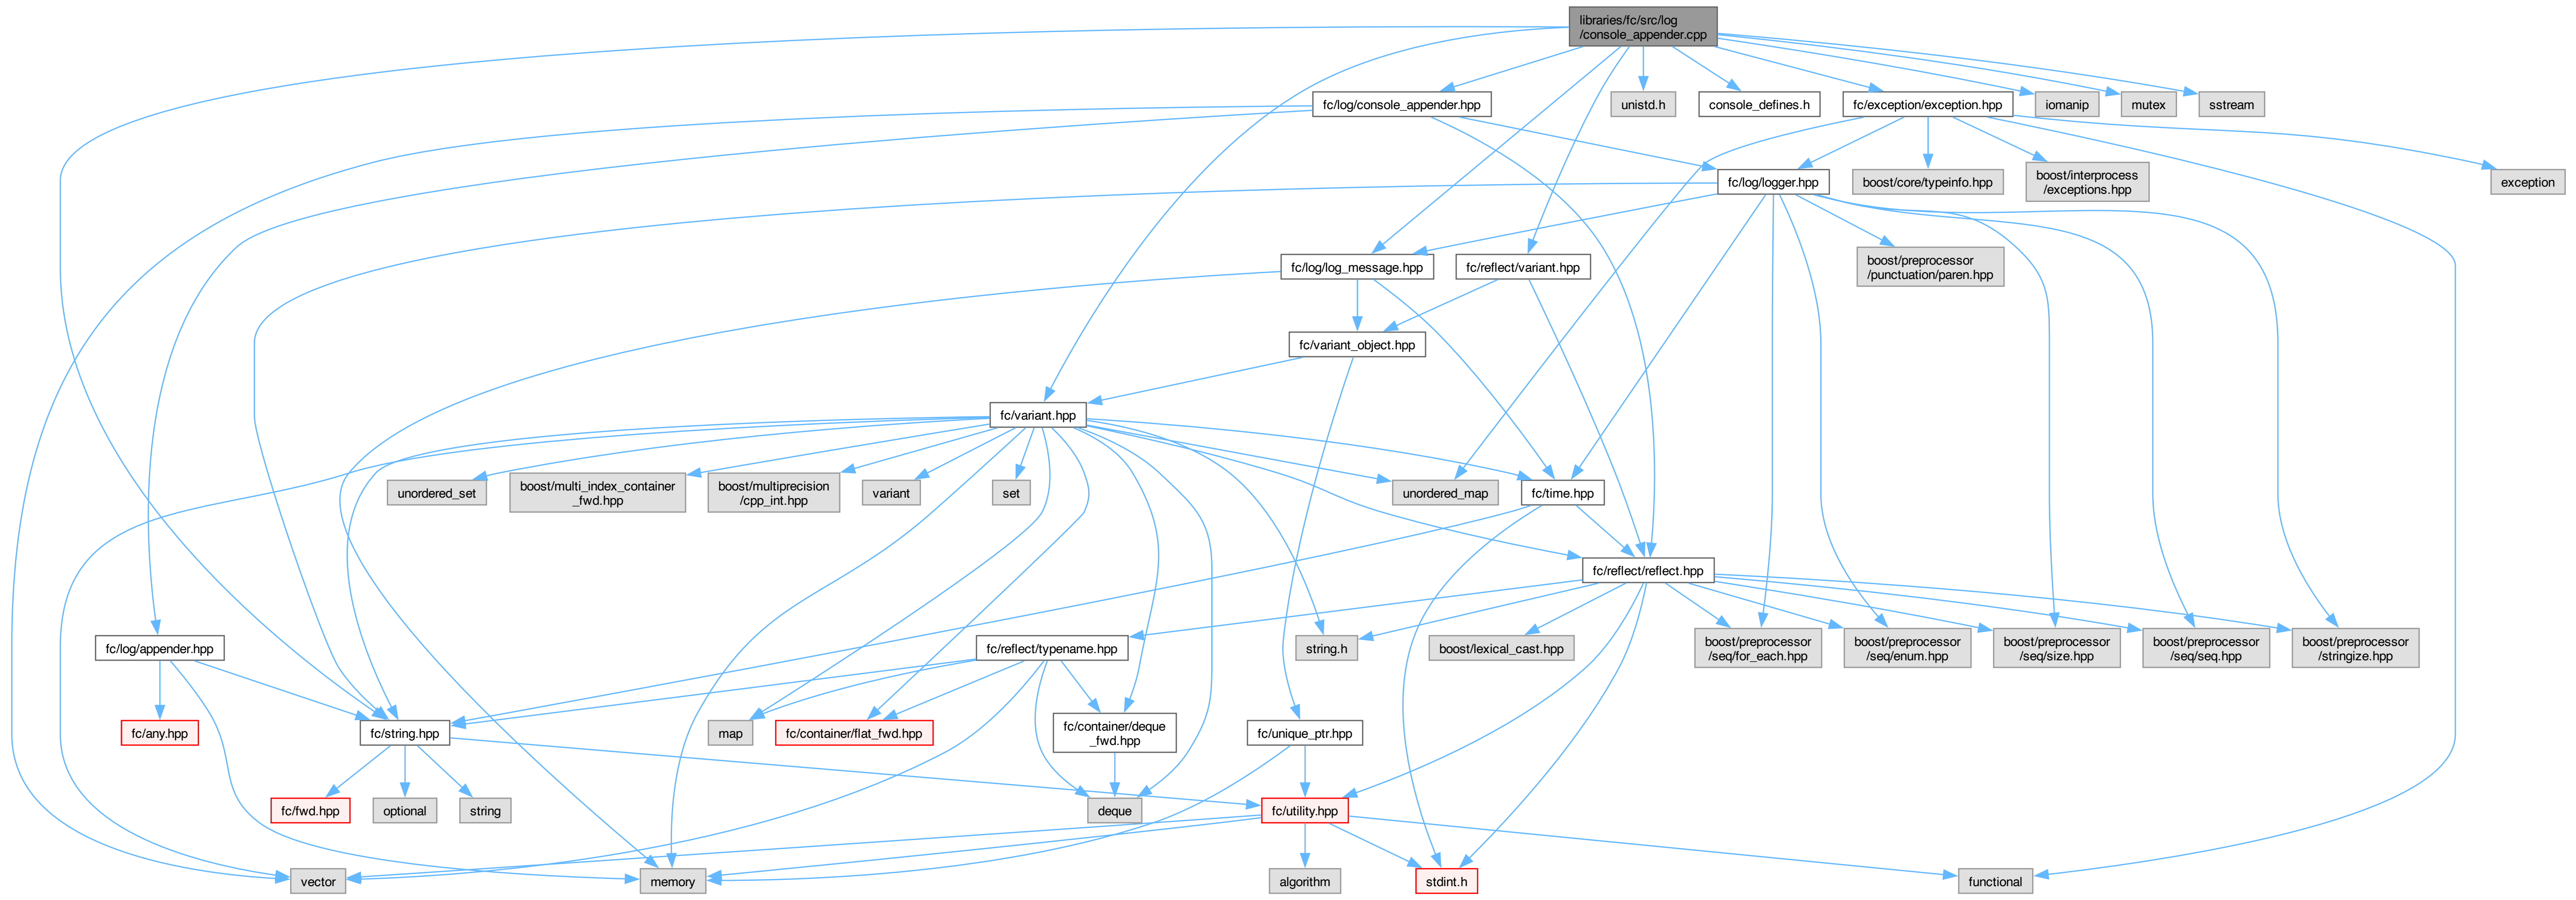 libraries/fc/src/log
/console_appender.cpp
fc/log/console_appender.hpp
unistd.h
console_defines.h
fc/exception/exception.hpp
iomanip
mutex
sstream
fc/log/logger.hpp
boost/core/typeinfo.hpp
boost/interprocess
/exceptions.hpp
exception
fc/log/log_message.hpp
fc/reflect/variant.hpp
boost/preprocessor
/punctuation/paren.hpp
fc/variant_object.hpp
fc/variant.hpp
unordered_set
boost/multi_index_container
_fwd.hpp
boost/multiprecision
/cpp_int.hpp
variant
set
unordered_map
fc/time.hpp
fc/reflect/reflect.hpp
fc/log/appender.hpp
fc/reflect/typename.hpp
string.h
boost/lexical_cast.hpp
boost/preprocessor
/seq/for_each.hpp
boost/preprocessor
/seq/enum.hpp
boost/preprocessor
/seq/size.hpp
boost/preprocessor
/seq/seq.hpp
boost/preprocessor
/stringize.hpp
fc/any.hpp
fc/string.hpp
map
fc/container/flat_fwd.hpp
fc/container/deque
_fwd.hpp
fc/unique_ptr.hpp
fc/fwd.hpp
optional
string
deque
fc/utility.hpp
vector
memory
algorithm
stdint.h
functional